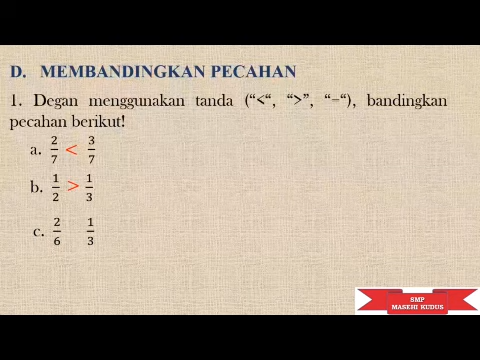 D. MEMBANDINGKAN PECAHAN
1. Degan menggunakan tanda (“<“, “>”, “=“), bandingkan
pecahan berikut!
a. 2/7 < 3/7
b. 1/2 > 1/3
c. 2/6 1/3
SMP
MASEHI KUDUS